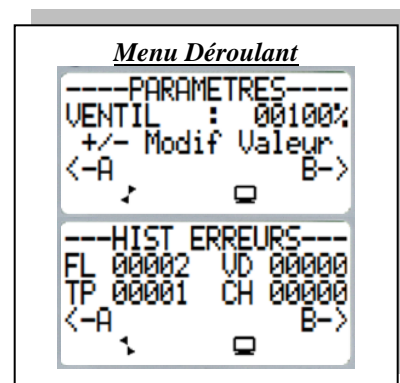 Menu Déroulant
----PARAMETRES----
VENTIL : 00100%
+/- Modif Valeur
<-A B->
---HIST ERREURS---
FL 00002 VD 00000
TP 00001 CH 00000
<-A B->